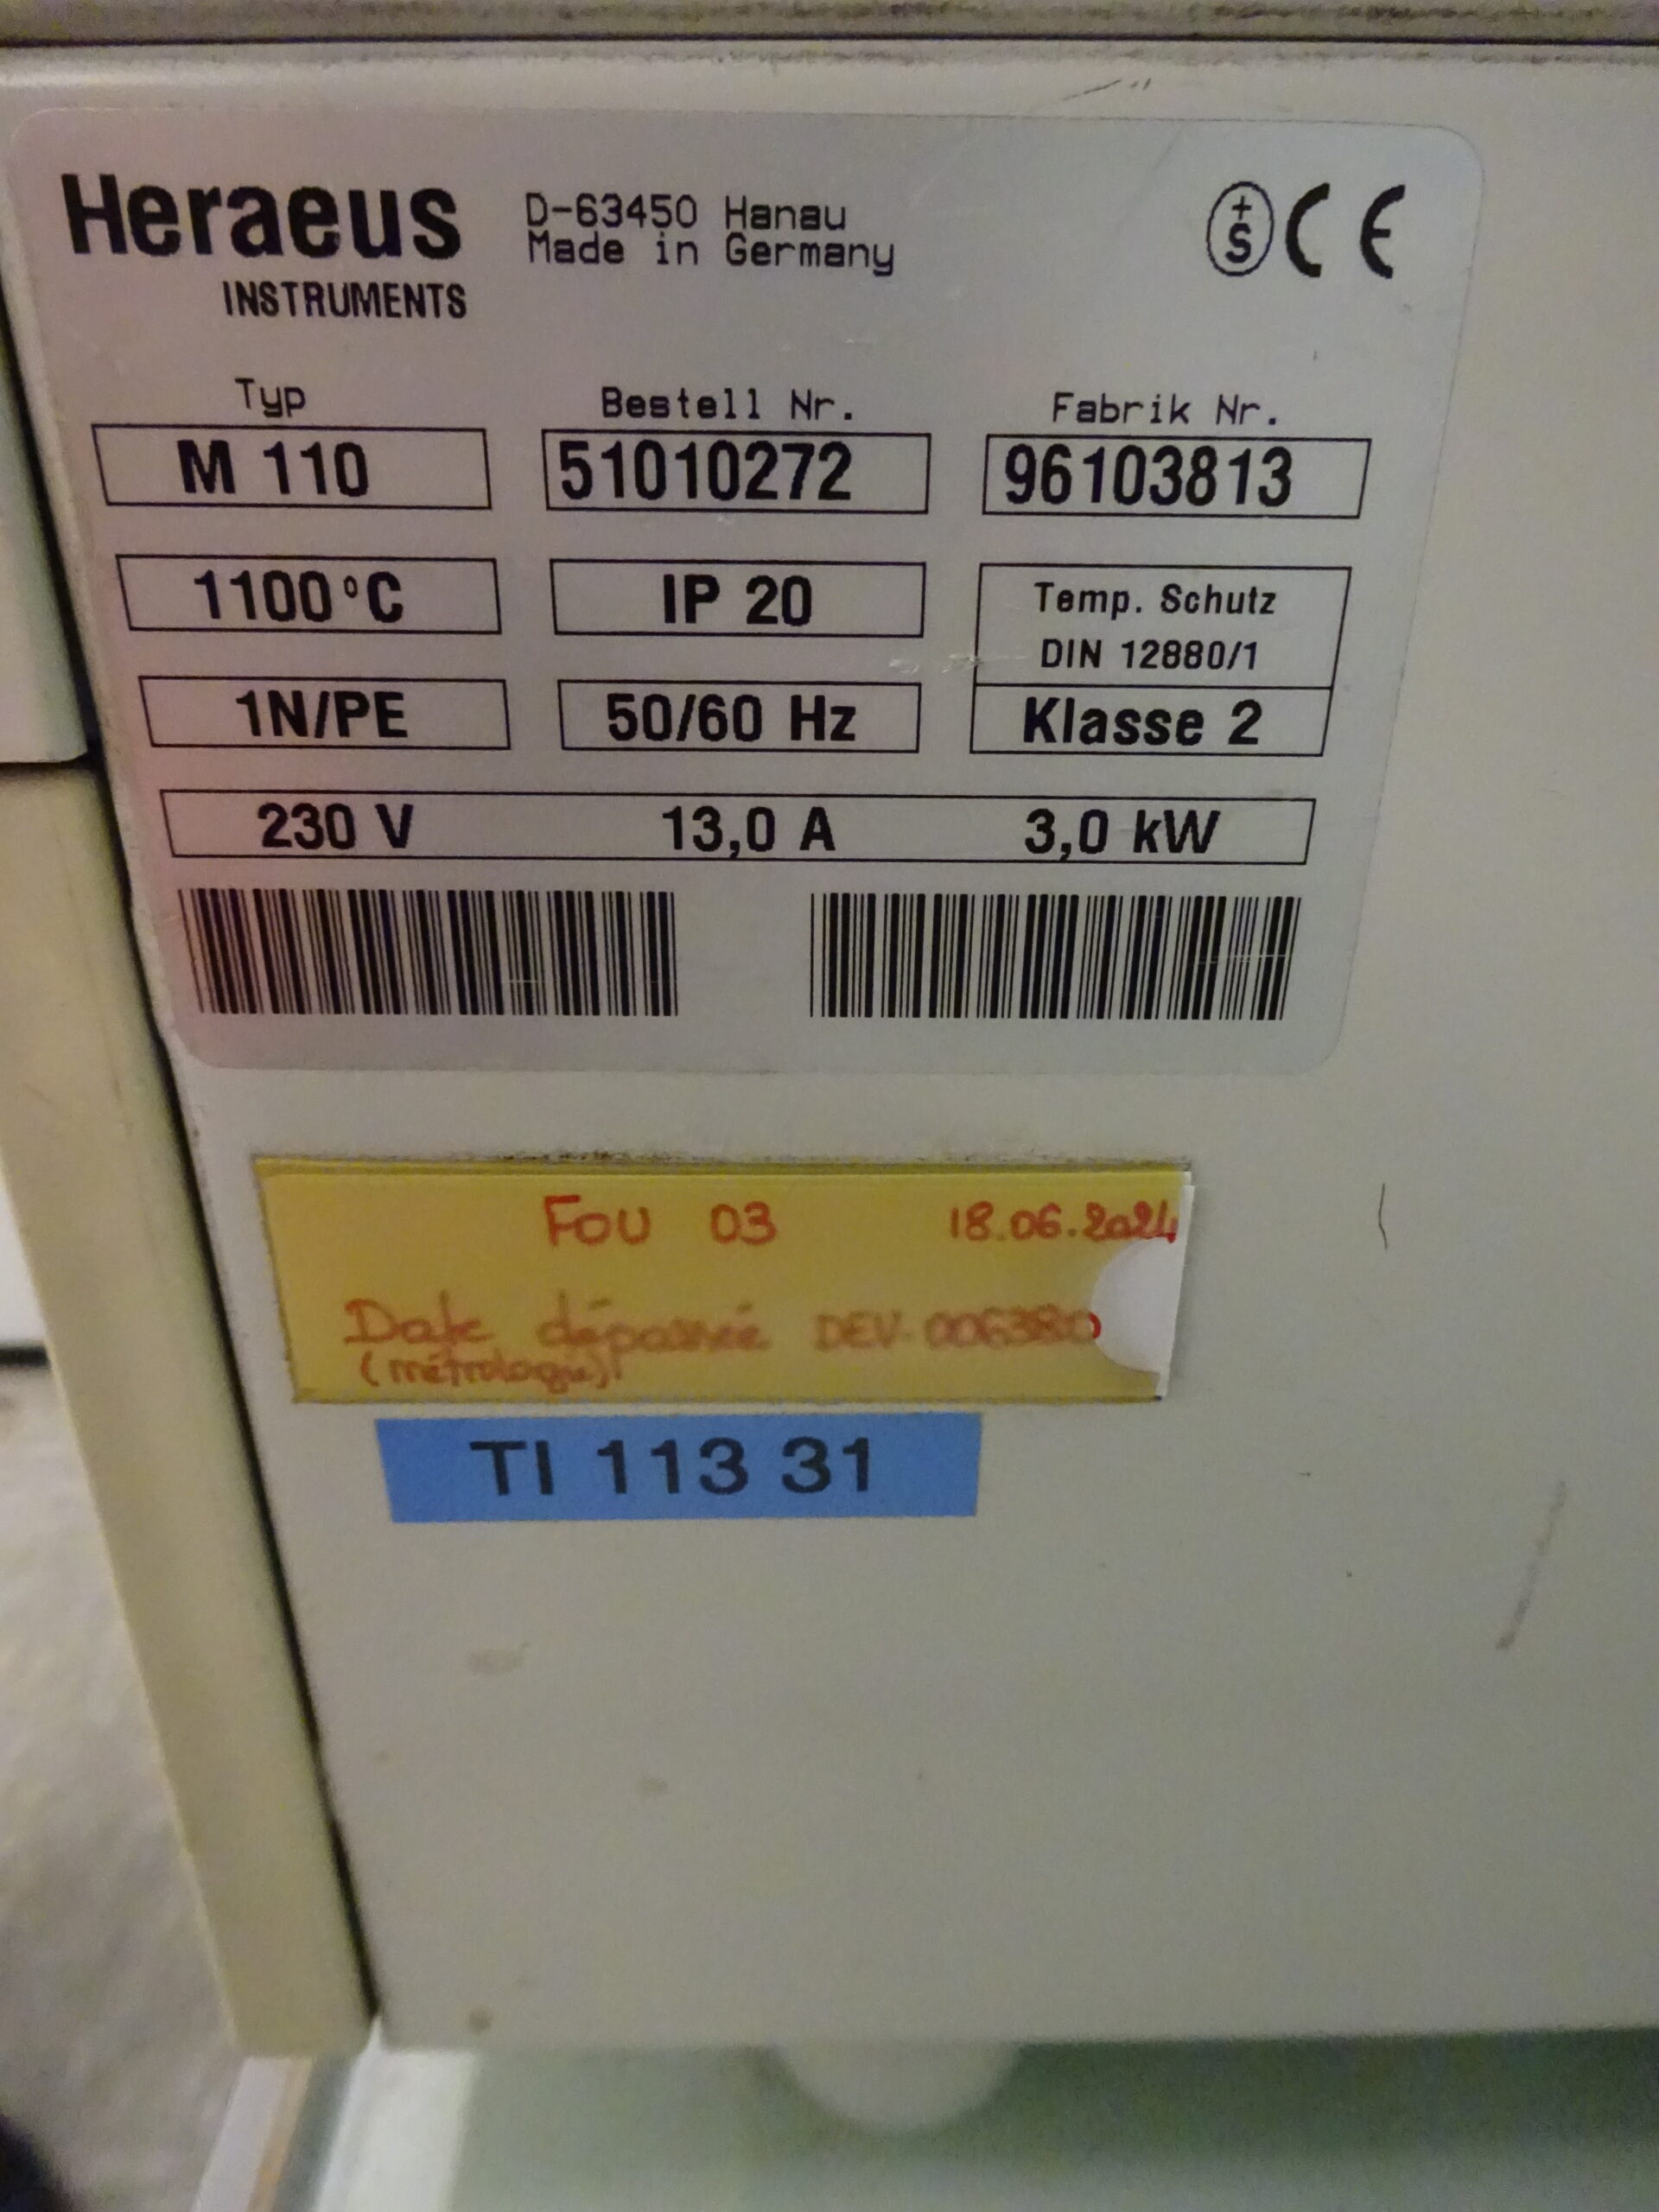 Heraeus
INSTRUMENTS
D-63450 Hanau
Made in Germany
+
S
CE
Typ
Bestell Nr.
Fabrik Nr.
M 110
51010272
96103813
1100°C
IP 20
Temp. Schutz
DIN 12880/1
1N/PE
50/60 Hz
Klasse 2
230 V 13,0 A 3,0 kW
FOU 03 18.06.2024
Date dépassée DEV-006380
(métrologie)
TI 113 31